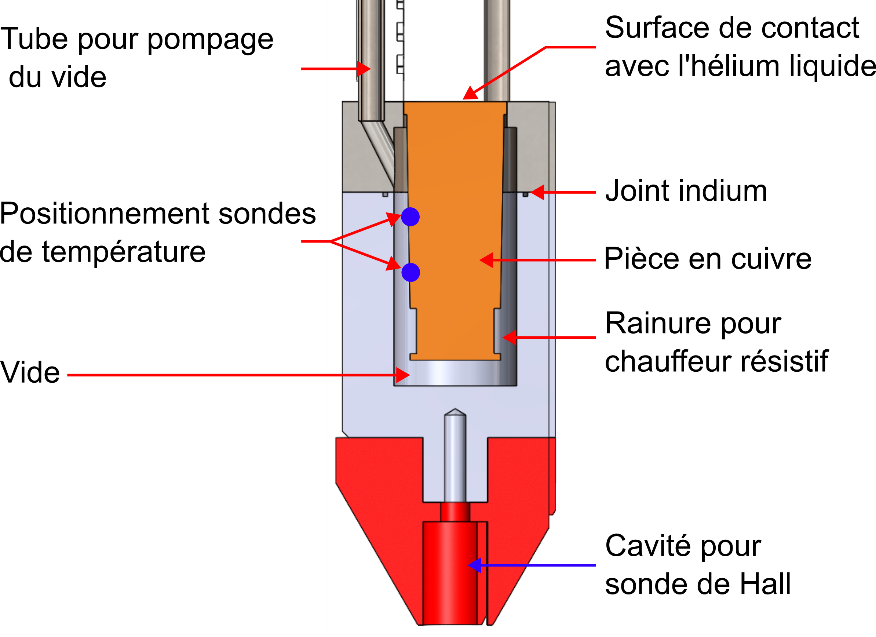 Tube pour pompage
du vide
Surface de contact
avec l'hélium liquide
Joint indium
Positionnement sondes
de température
Pièce en cuivre
Rainure pour
chauffeur résistif
Vide
Cavité pour
sonde de Hall